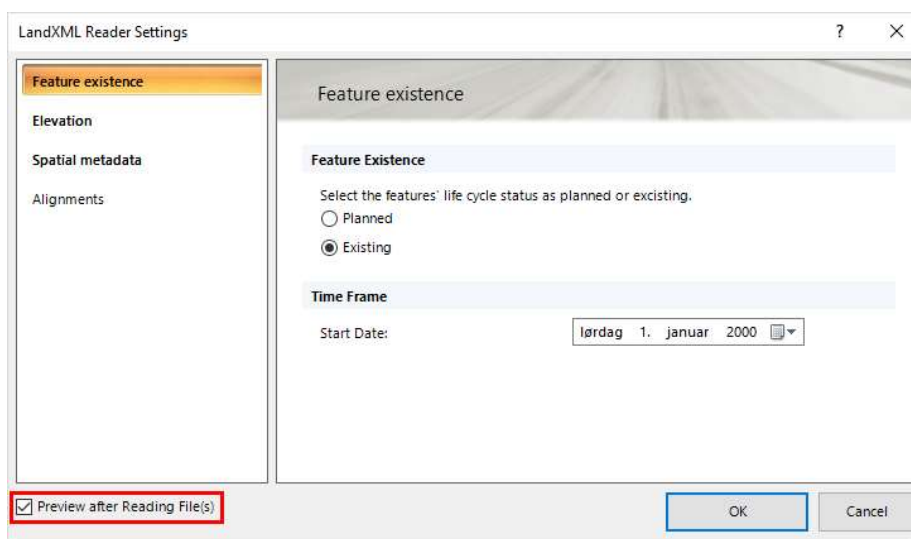 LandXML Reader Settings
?
Feature existence
Elevation
Spatial metadata
Alignments
Feature existence
Feature Existence
Select the features' life cycle status as planned or excisting.
Planned
Existing
Time Frame
Start Date: lørdag 1. januar 2000
Preview after Reading File(s)
OK
Cancel